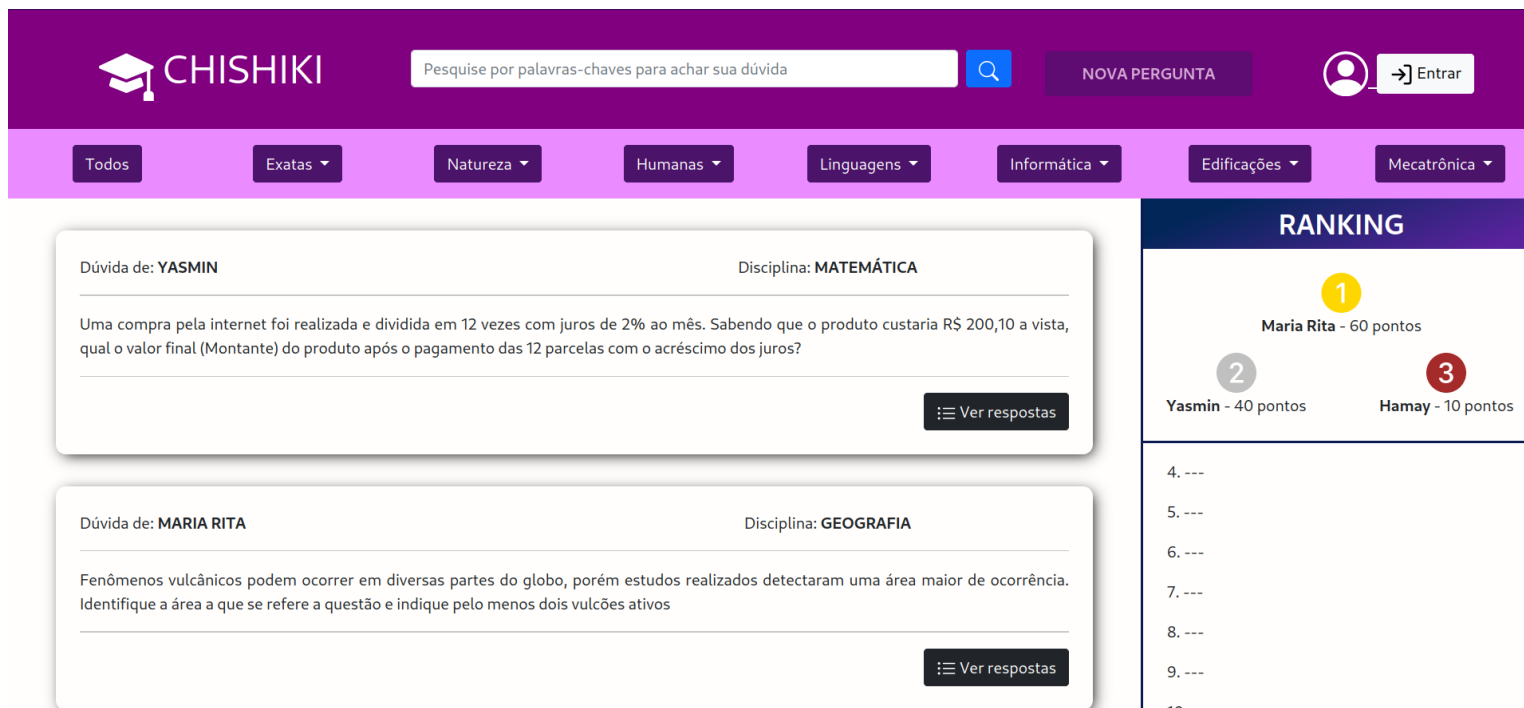 CHISHIKI
Pesquise por palavras-chaves para achar sua dúvida
NOVA PERGUNTA
Entrar
Todos
Exatas
Natureza
Humanas
Linguagens
Informática
Edificações
Mecatrônica
Dúvida de: YASMIN
Disciplina: MATEMÁTICA
Uma compra pela internet foi realizada e dividida em 12 vezes com juros de 2% ao mês. Sabendo que o produto custaria R$ 200,10 a vista,
qual o valor final (Montante) do produto após o pagamento das 12 parcelas com o acréscimo dos juros?
Ver respostas
Dúvida de: MARIA RITA
Disciplina: GEOGRAFIA
Fenômenos vulcânicos podem ocorrer em diversas partes do globo, porém estudos realizados detectaram uma área maior de ocorrência.
Identifique a área a que se refere a questão e indique pelo menos dois vulcões ativos
Ver respostas
RANKING
1
Maria Rita - 60 pontos
2
Yasmin - 40 pontos
3
Hamay - 10 pontos
4. ---
5. ---
6. ---
7. ---
8. ---
9. ---